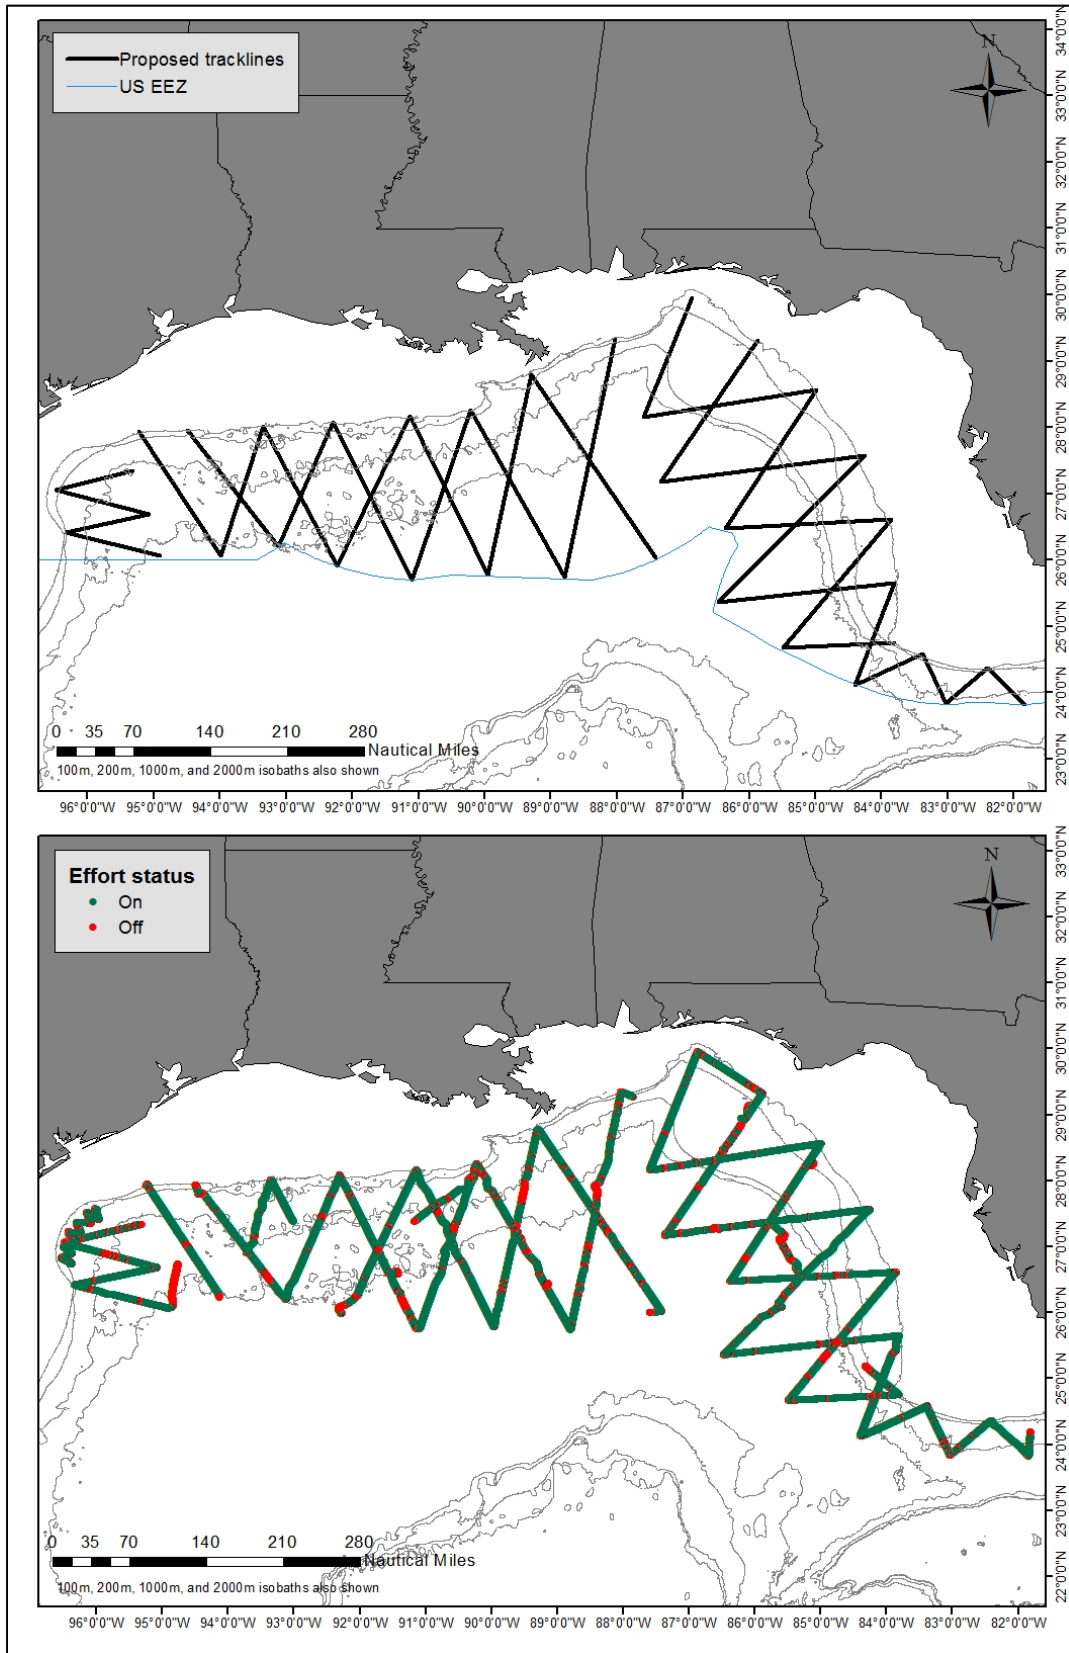 Proposed tracklines
US EEZ
N
34°0'0"N
33°0'0"N
32°0'0"N
31°0'0"N
30°0'0"N
29°0'0"N
28°0'0"N
27°0'0"N
26°0'0"N
25°0'0"N
24°0'0"N
23°0'0"N
0 35 70 140 210 280
Nautical Miles
100m, 200m, 1000m, and 2000m isobaths also shown
96°0'0"W 95°0'0"W 94°0'0"W 93°0'0"W 92°0'0"W 91°0'0"W 90°0'0"W 89°0'0"W 88°0'0"W 87°0'0"W 86°0'0"W 85°0'0"W 84°0'0"W 83°0'0"W 82°0'0"W
Effort status
On
Off
N
33°0'0"N
32°0'0"N
31°0'0"N
30°0'0"N
29°0'0"N
28°0'0"N
27°0'0"N
26°0'0"N
25°0'0"N
24°0'0"N
23°0'0"N
22°0'0"N
0 35 70 140 210 280
Nautical Miles
100m, 200m, 1000m, and 2000m isobaths also shown
96°0'0"W 95°0'0"W 94°0'0"W 93°0'0"W 92°0'0"W 91°0'0"W 90°0'0"W 89°0'0"W 88°0'0"W 87°0'0"W 86°0'0"W 85°0'0"W 84°0'0"W 83°0'0"W 82°0'0"W